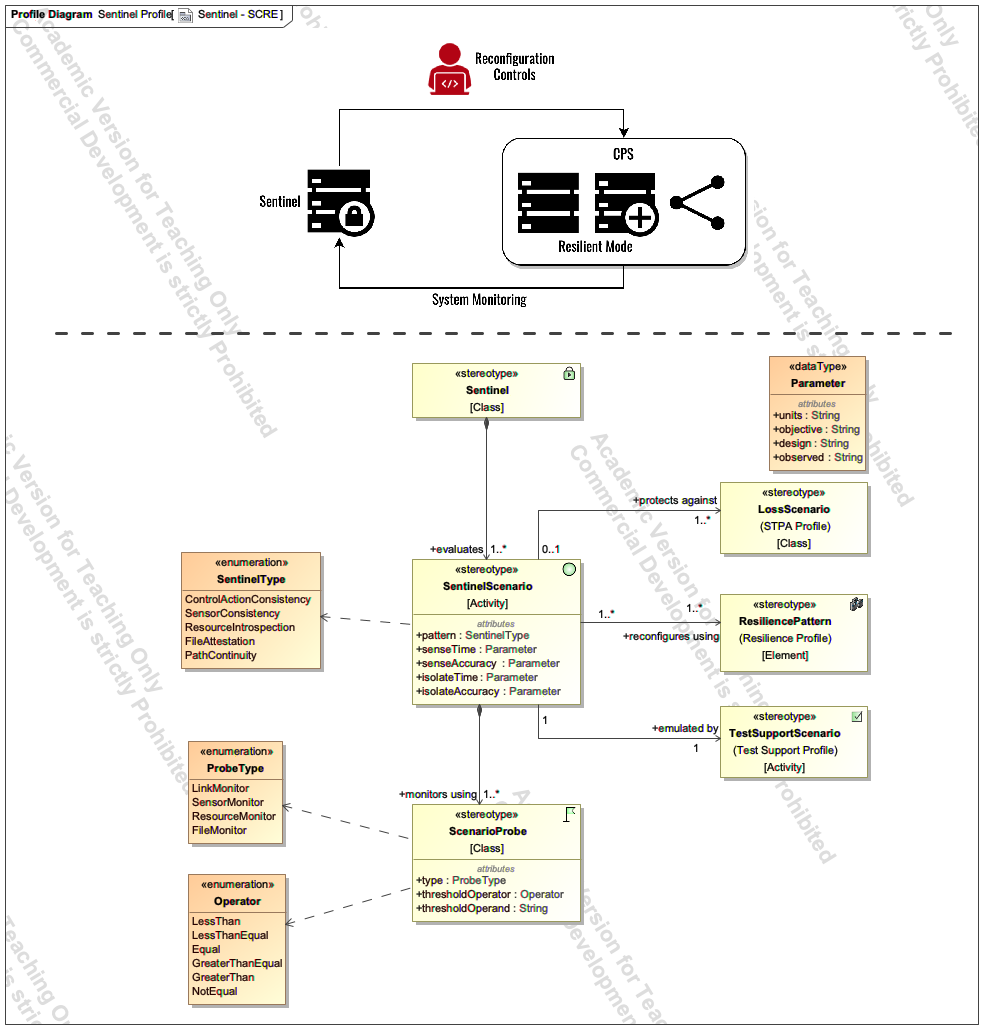 Profile Diagram Sentinel Profile[ Sentinel - SCRE ]
Reconfiguration
Controls
CPS
Sentinel
Resilient Mode
System Monitoring
«stereotype»
Sentinel
[Class]
«dataType»
Parameter
attributes
+units : String
+objective : String
+design : String
+observed : String
+protects against
1..*
«stereotype»
LossScenario
(STPA Profile)
[Class]
+evaluates 1..*
0..1
«enumeration»
SentinelType
ControlActionConsistency
SensorConsistency
ResourceIntrospection
FileAttestation
PathContinuity
«stereotype»
SentinelScenario
[Activity]
attributes
+pattern : SentinelType
+senseTime : Parameter
+senseAccuracy : Parameter
+isolateTime : Parameter
+isolateAccuracy : Parameter
1..*
1..*
+reconfigures using
«stereotype»
ResiliencePattern
(Resilience Profile)
[Element]
1
+emulated by
1
«stereotype»
TestSupportScenario
(Test Support Profile)
[Activity]
«enumeration»
ProbeType
LinkMonitor
SensorMonitor
ResourceMonitor
FileMonitor
+monitors using 1..*
«stereotype»
ScenarioProbe
[Class]
attributes
+type : ProbeType
+thresholdOperator : Operator
+thresholdOperand : String
«enumeration»
Operator
LessThan
LessThanEqual
Equal
GreaterThanEqual
GreaterThan
NotEqual
Academic Version for Teaching Only
Commercial Development is strictly Prohibited